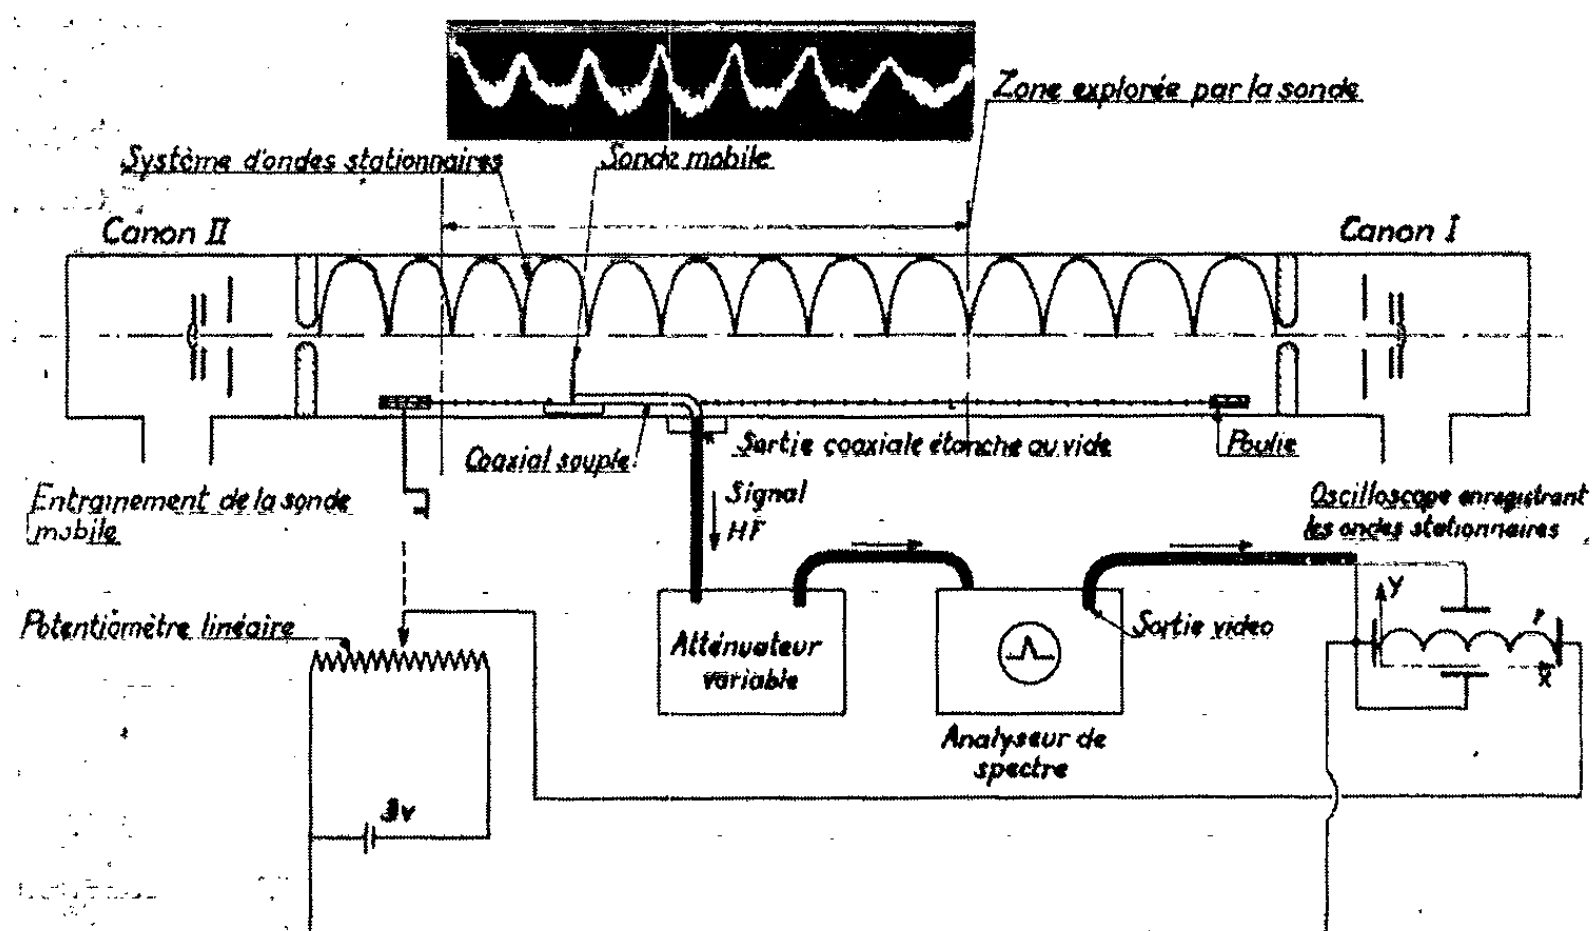 Zone explorée par la sonde
Système d'ondes stationnaires
Sonde mobile
Canon II
Canon I
Coaxial souple
Sortie coaxiale étanche au vide
Poulie
Entrainement de la sonde
mobile
Signal
HF
Oscilloscope enregistrant
les ondes stationnaires
Potentiomètre linéaire
Atténuateur
variable
Sortie video
Y
X
Analyseur de
spectre
3v